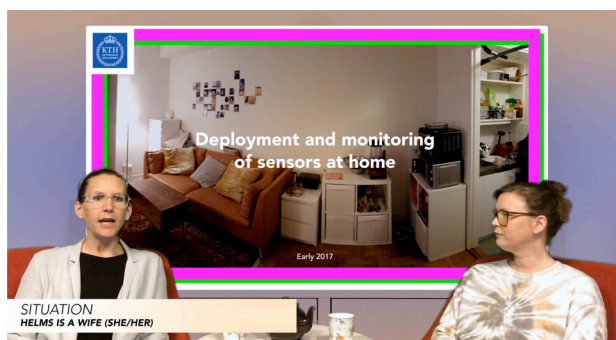 KTH
Deployment and monitoring
of sensors at home
Early 2017
SITUATION
HELMS IS A WIFE (SHE/HER)